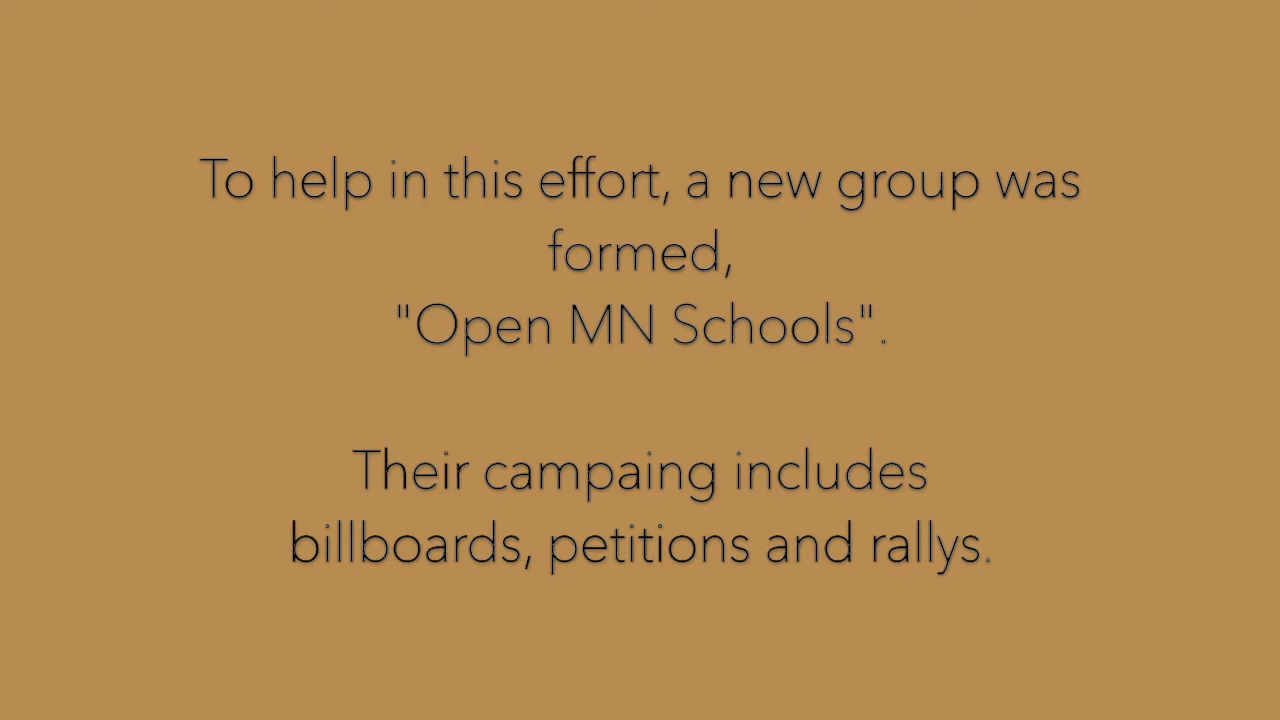 To help in this effort, a new group was
formed,
"Open MN Schools".
Their campaing includes
billboards, petitions and rallys.